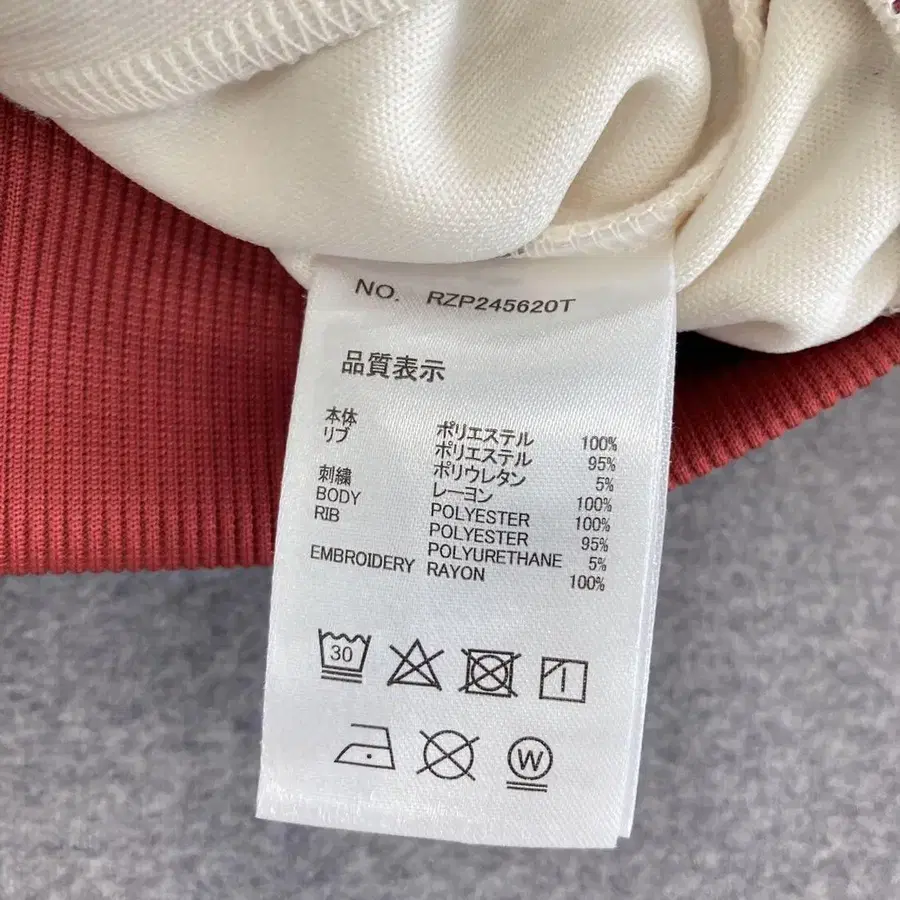 NO. RZP245620T
品質表示
本体 ポリエステル 100%
リブ ポリエステル 95%
ポリウレタン 5%
刺繍 レーヨン 100%
BODY POLYESTER 100%
RIB POLYESTER 95%
POLYURETHANE 5%
EMBROIDERY RAYON 100%
30
W